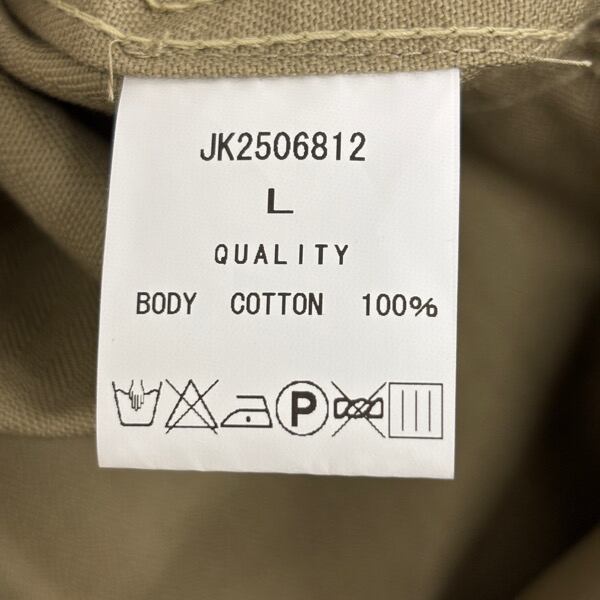 JK2506812
L
QUALITY
BODY COTTON 100%
P